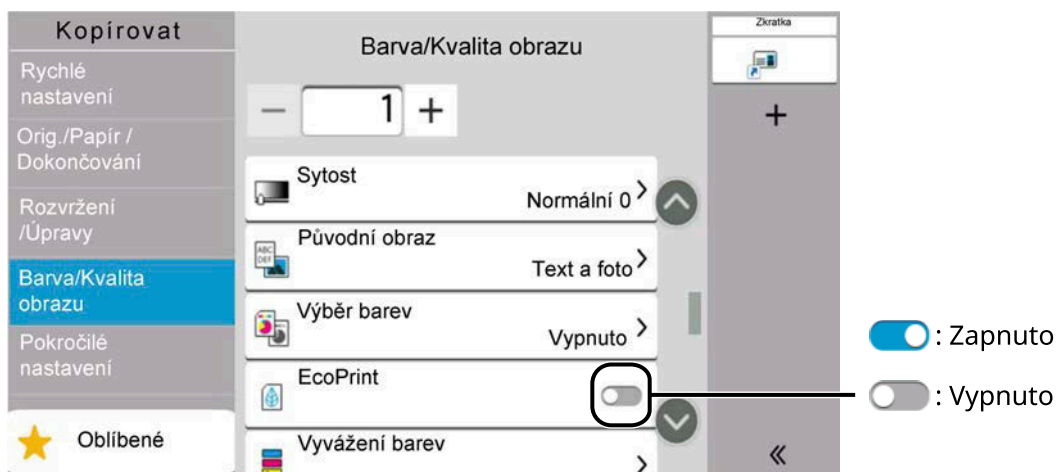 Kopírovat
Rychlé
nastavení
Orig./Papír /
Dokončování
Rozvržení
/Úpravy
Barva/Kvalita
obrazu
Pokročilé
nastavení
Oblíbené
Barva/Kvalita obrazu
− 1 +
Sytost
Normální 0
Původní obraz
Text a foto
Výběr barev
Vypnuto
EcoPrint
Vyvážení barev
Zkratka
+
: Zapnuto
: Vypnuto